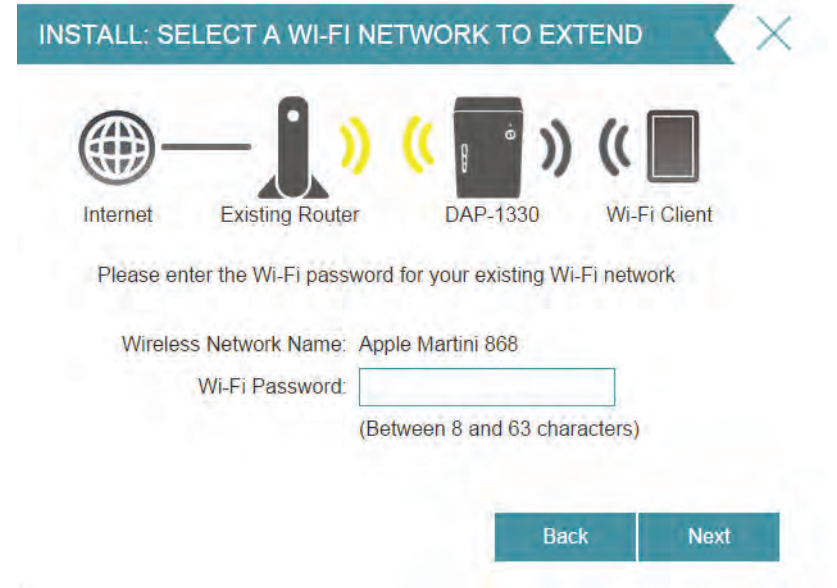 INSTALL: SELECT A WI-FI NETWORK TO EXTEND
Internet Existing Router DAP-1330 Wi-Fi Client
Please enter the Wi-Fi password for your existing Wi-Fi network
Wireless Network Name: Apple Martini 868
Wi-Fi Password:
(Between 8 and 63 characters)
Back Next